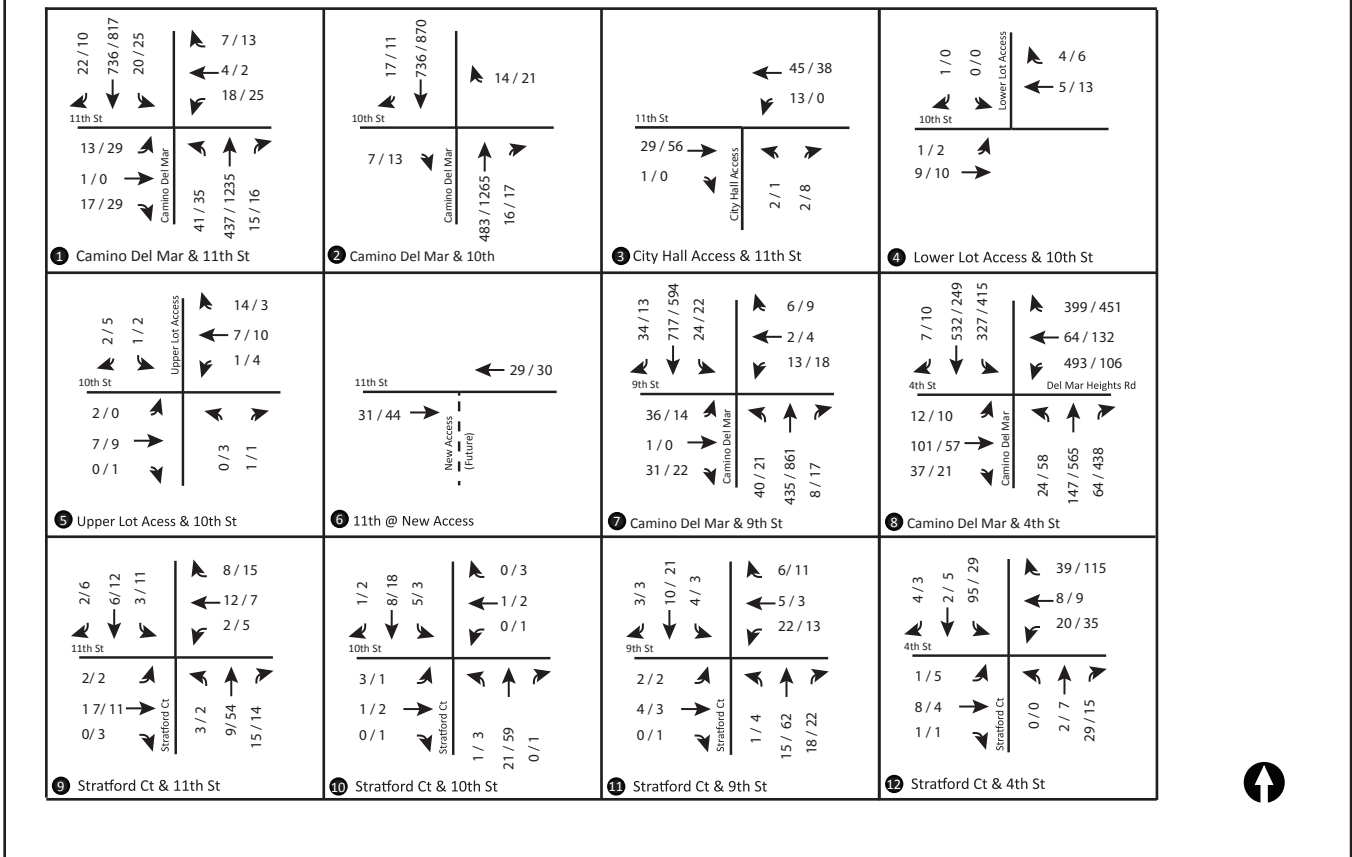 22 / 10
736 / 817
20 / 25
7 / 13
4 / 2
18 / 25
11th St
13 / 29
1 / 0
17 / 29
Camino Del Mar
41 / 35
437 / 1235
15 / 16
1 Camino Del Mar & 11th St
17 / 11
736 / 870
14 / 21
10th St
7 / 13
Camino Del Mar
483 / 1265
16 / 17
2 Camino Del Mar & 10th
45 / 38
13 / 0
11th St
29 / 56
1 / 0
City Hall Access
2 / 1
2 / 8
3 City Hall Access & 11th St
1 / 0
0 / 0
Lower Lot Access
4 / 6
5 / 13
10th St
1 / 2
9 / 10
4 Lower Lot Access & 10th St
2 / 5
1 / 2
Upper Lot Access
14 / 3
7 / 10
1 / 4
10th St
2 / 0
7 / 9
0 / 1
0 / 3
1 / 1
5 Upper Lot Acess & 10th St
29 / 30
11th St
31 / 44
New Access
(Future)
6 11th @ New Access
34 / 13
717 / 594
24 / 22
6 / 9
2 / 4
13 / 18
9th St
36 / 14
1 / 0
31 / 22
Camino Del Mar
40 / 21
435 / 861
8 / 17
7 Camino Del Mar & 9th St
7 / 10
532 / 249
327 / 415
399 / 451
64 / 132
493 / 106
4th St
Del Mar Heights Rd
12 / 10
101 / 57
37 / 21
Camino Del Mar
24 / 58
147 / 565
64 / 438
8 Camino Del Mar & 4th St
2/ 6
6/ 12
3 / 11
8 / 15
12 / 7
2 / 5
11th St
2/ 2
1 7/ 11
0/ 3
Stratford Ct
3 / 2
9/ 54
15 / 14
9 Stratford Ct & 11th St
1/ 2
8/ 18
5/ 3
0/ 3
1/ 2
0/ 1
10th St
3 / 1
1/ 2
0/ 1
Stratford Ct
1 / 3
21 / 59
0/ 1
10 Stratford Ct & 10th St
3/ 3
10 / 21
4 / 3
6/ 11
5 / 3
22 / 13
9th St
2/ 2
4/ 3
0/ 1
Stratford Ct
1 / 4
15 / 62
18 / 22
11 Stratford Ct & 9th St
4 / 3
2 / 5
95 / 29
39 / 115
8 / 9
20 / 35
4th St
1 / 5
8 / 4
1 / 1
Stratford Ct
0 / 0
2 / 7
29 / 15
12 Stratford Ct & 4th St